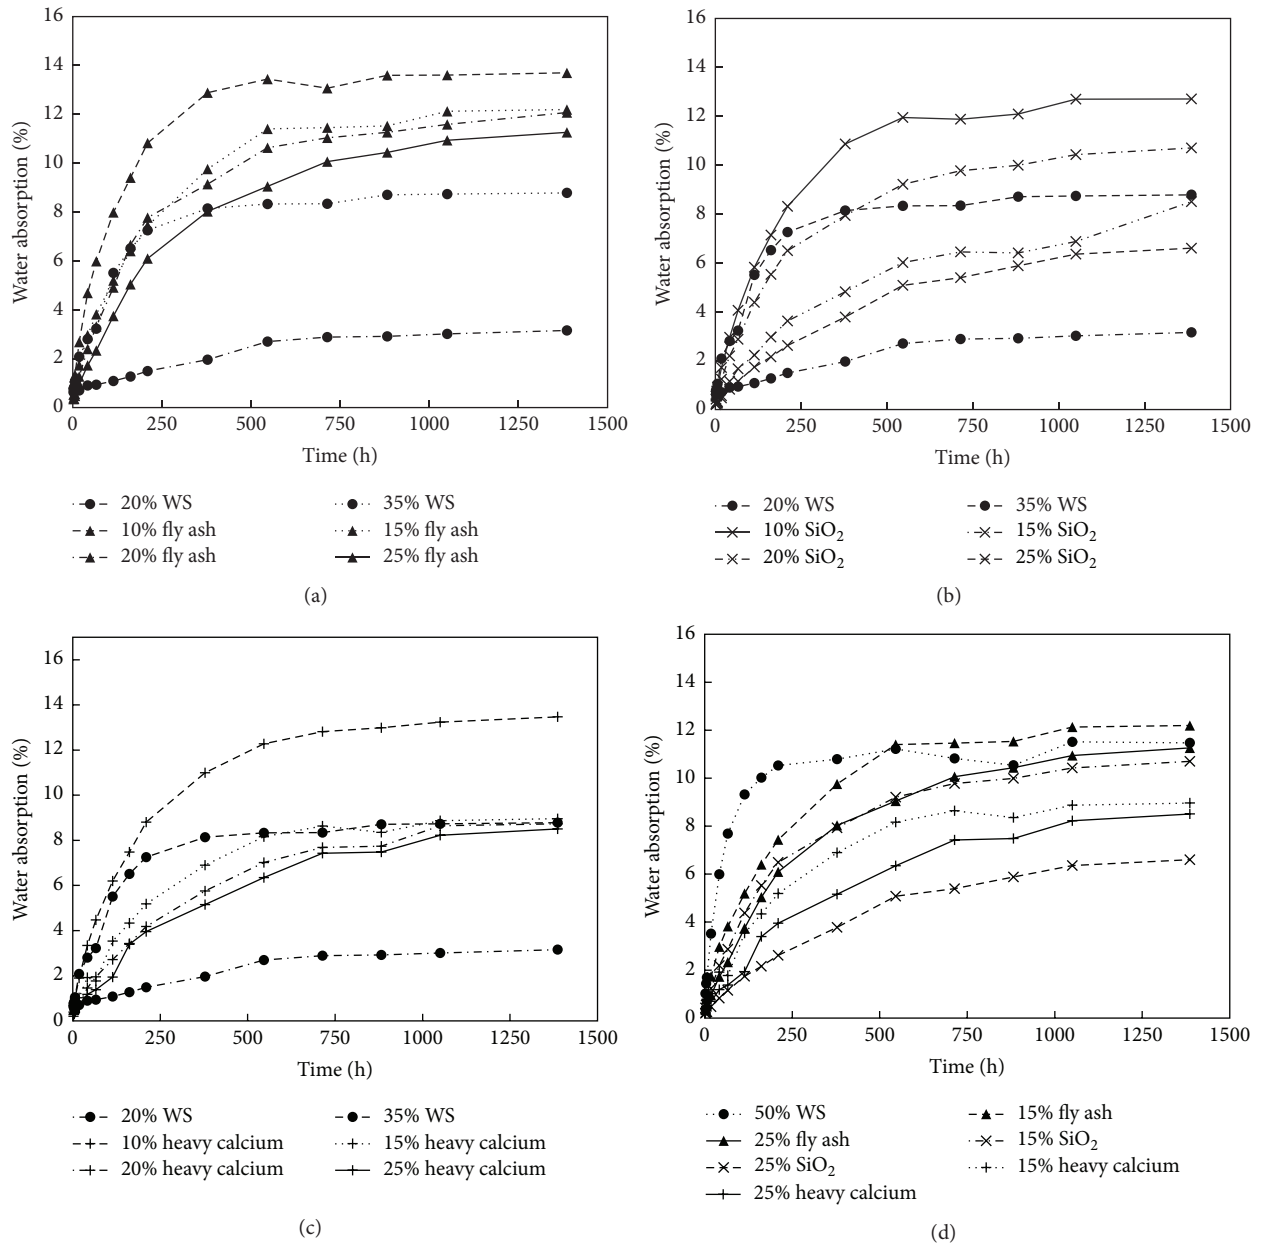 16
14
12
10
8
6
4
2
0
Water absorption (%)
0 250 500 750 1000 1250 1500
Time (h)
20% WS 35% WS
10% fly ash 15% fly ash
20% fly ash 25% fly ash
(a)
16
14
12
10
8
6
4
2
0
Water absorption (%)
0 250 500 750 1000 1250 1500
Time (h)
20% WS 35% WS
10% SiO₂ 15% SiO₂
20% SiO₂ 25% SiO₂
(b)
16
14
12
10
8
6
4
2
0
Water absorption (%)
0 250 500 750 1000 1250 1500
Time (h)
20% WS 35% WS
10% heavy calcium 15% heavy calcium
20% heavy calcium 25% heavy calcium
(c)
16
14
12
10
8
6
4
2
0
Water absorption (%)
0 250 500 750 1000 1250 1500
Time (h)
50% WS 15% fly ash
25% fly ash 15% SiO₂
25% SiO₂ 15% heavy calcium
25% heavy calcium
(d)